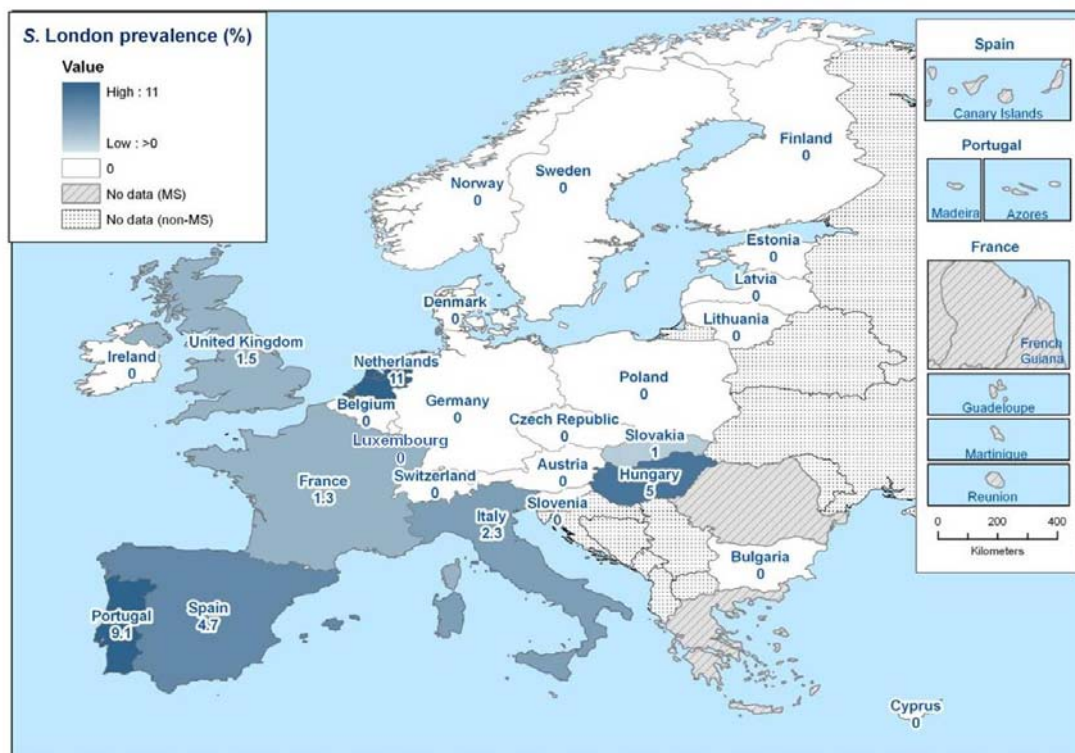 S. London prevalence (%)
Value
High : 11
Low : >0
0
No data (MS)
No data (non-MS)
Norway
0
Sweden
0
Finland
0
Estonia
0
Latvia
0
Lithuania
0
Denmark
0
Ireland
0
United Kingdom
1.5
Netherlands
11
Belgium
0
Luxembourg
0
Germany
0
Poland
0
Czech Republic
0
Slovakia
1
Austria
0
Hungary
5
Switzerland
0
Slovenia
0
France
1.3
Italy
2.3
Portugal
9.1
Spain
4.7
Bulgaria
0
Cyprus
0
Spain
Canary Islands
Portugal
Madeira
Azores
France
French
Guiana
Guadeloupe
Martinique
Reunion
0 200 400
Kilometers